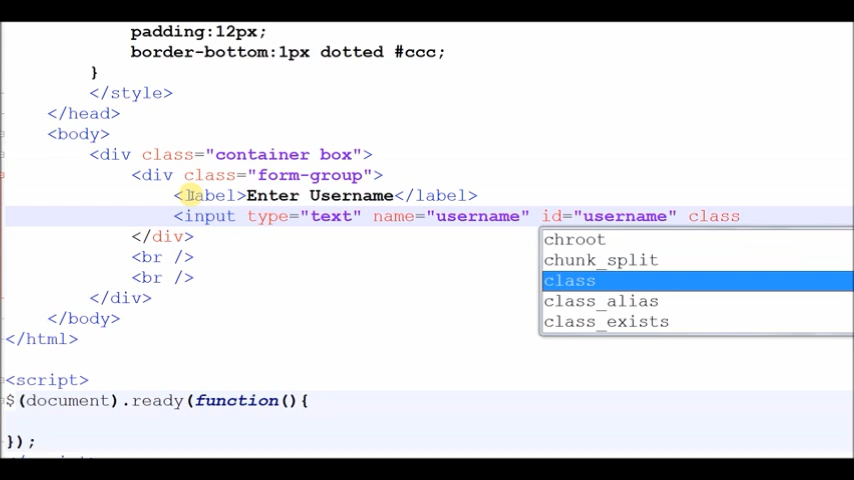 padding:12px;
border-bottom:1px dotted #ccc;
}
</style>
</head>
<body>
<div class="container box">
<div class="form-group">
<label>Enter Username</label>
<input type="text" name="username" id="username" class
</div>
<br />
<br />
</div>
</body>
</html>
<script>
$(document).ready(function(){
});
chroot
chunk_split
class
class_alias
class_exists